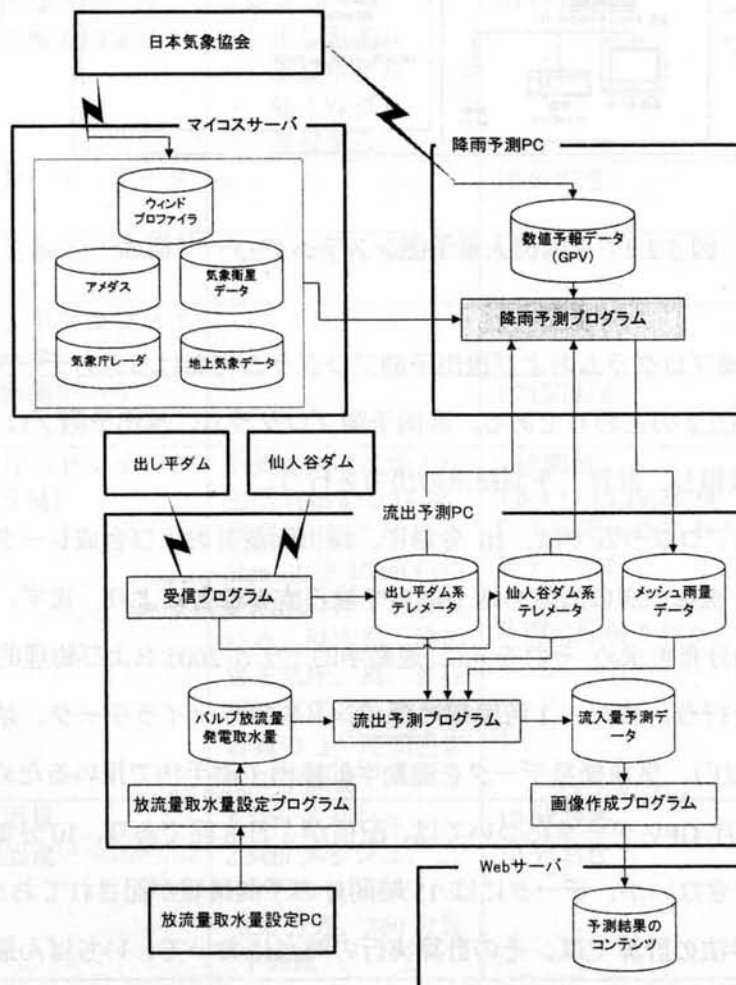 日本気象協会
マイコスサーバ
降雨予測PC
ウィンド
プロファイラ
数値予報データ
(GPV)
アメダス
気象衛星
データ
気象庁レーダ
地上気象データ
降雨予測プログラム
出し平ダム
仙人谷ダム
流出予測PC
受信プログラム
出し平ダム系
テレメータ
仙人谷ダム系
テレメータ
メッシュ雨量
データ
バルブ放流量
発電取水量
流出予測プログラム
流入量予測デ
ータ
放流量取水量設定プログラム
画像作成プログラム
Webサーバ
放流量取水量設定PC
予測結果の
コンテンツ